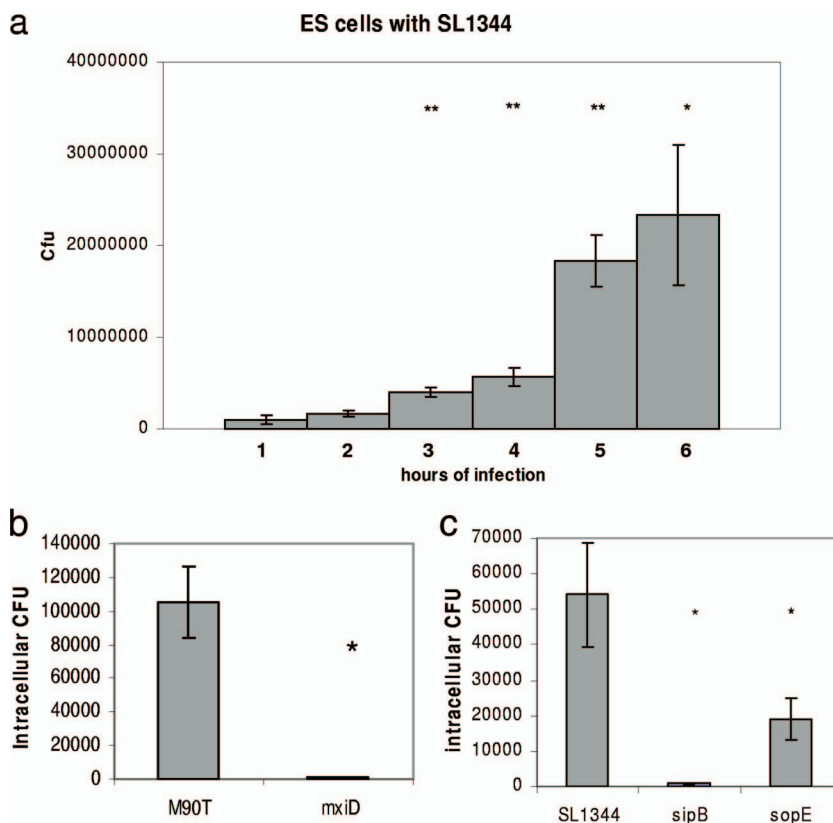 a
ES cells with SL1344
40000000
** ** ** *
30000000
20000000
10000000
0
Cfu
1 2 3 4 5 6
hours of infection
b
140000
120000
100000
80000
60000
40000
20000
0
Intracellular CFU
*
M90T mxiD
c
70000
60000
50000
40000
30000
20000
10000
0
intracellular CFU
* *
SL1344 sipB sopE